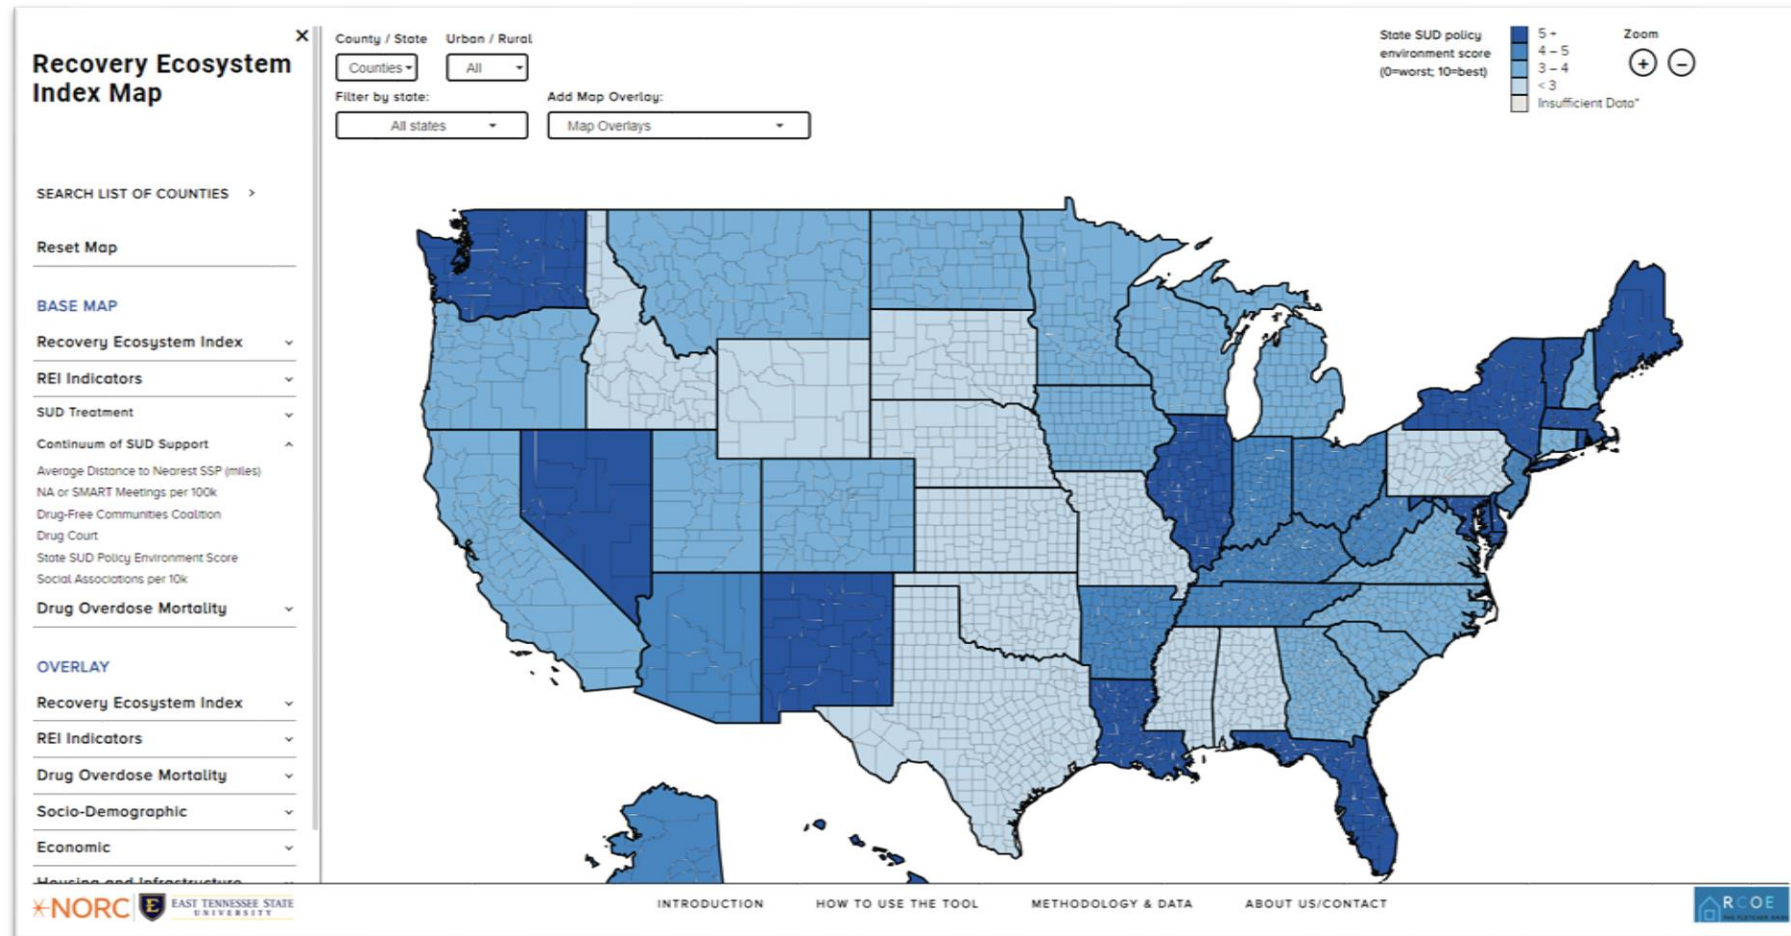 ×
Recovery Ecosystem
Index Map
SEARCH LIST OF COUNTIES >
Reset Map
BASE MAP
Recovery Ecosystem Index
REI Indicators
SUD Treatment
Continuum of SUD Support
Average Distance to Nearest SSP (miles)
NA or SMART Meetings per 100k
Drug-Free Communities Coalition
Drug Court
State SUD Policy Environment Score
Social Associations per 10k
Drug Overdose Mortality
OVERLAY
Recovery Ecosystem Index
REI Indicators
Drug Overdose Mortality
Socio-Demographic
Economic
Housing and Infrastructure
County / State Urban / Rural
Counties All
Filter by state: Add Map Overlay:
All states Map Overlays
State SUD policy
environment score
(0=worst; 10=best)
5 +
4 – 5
3 – 4
< 3
Insufficient Data*
Zoom
+ −
NORC
E
EAST TENNESSEE STATE
UNIVERSITY
INTRODUCTION HOW TO USE THE TOOL METHODOLOGY & DATA ABOUT US/CONTACT
RCOE